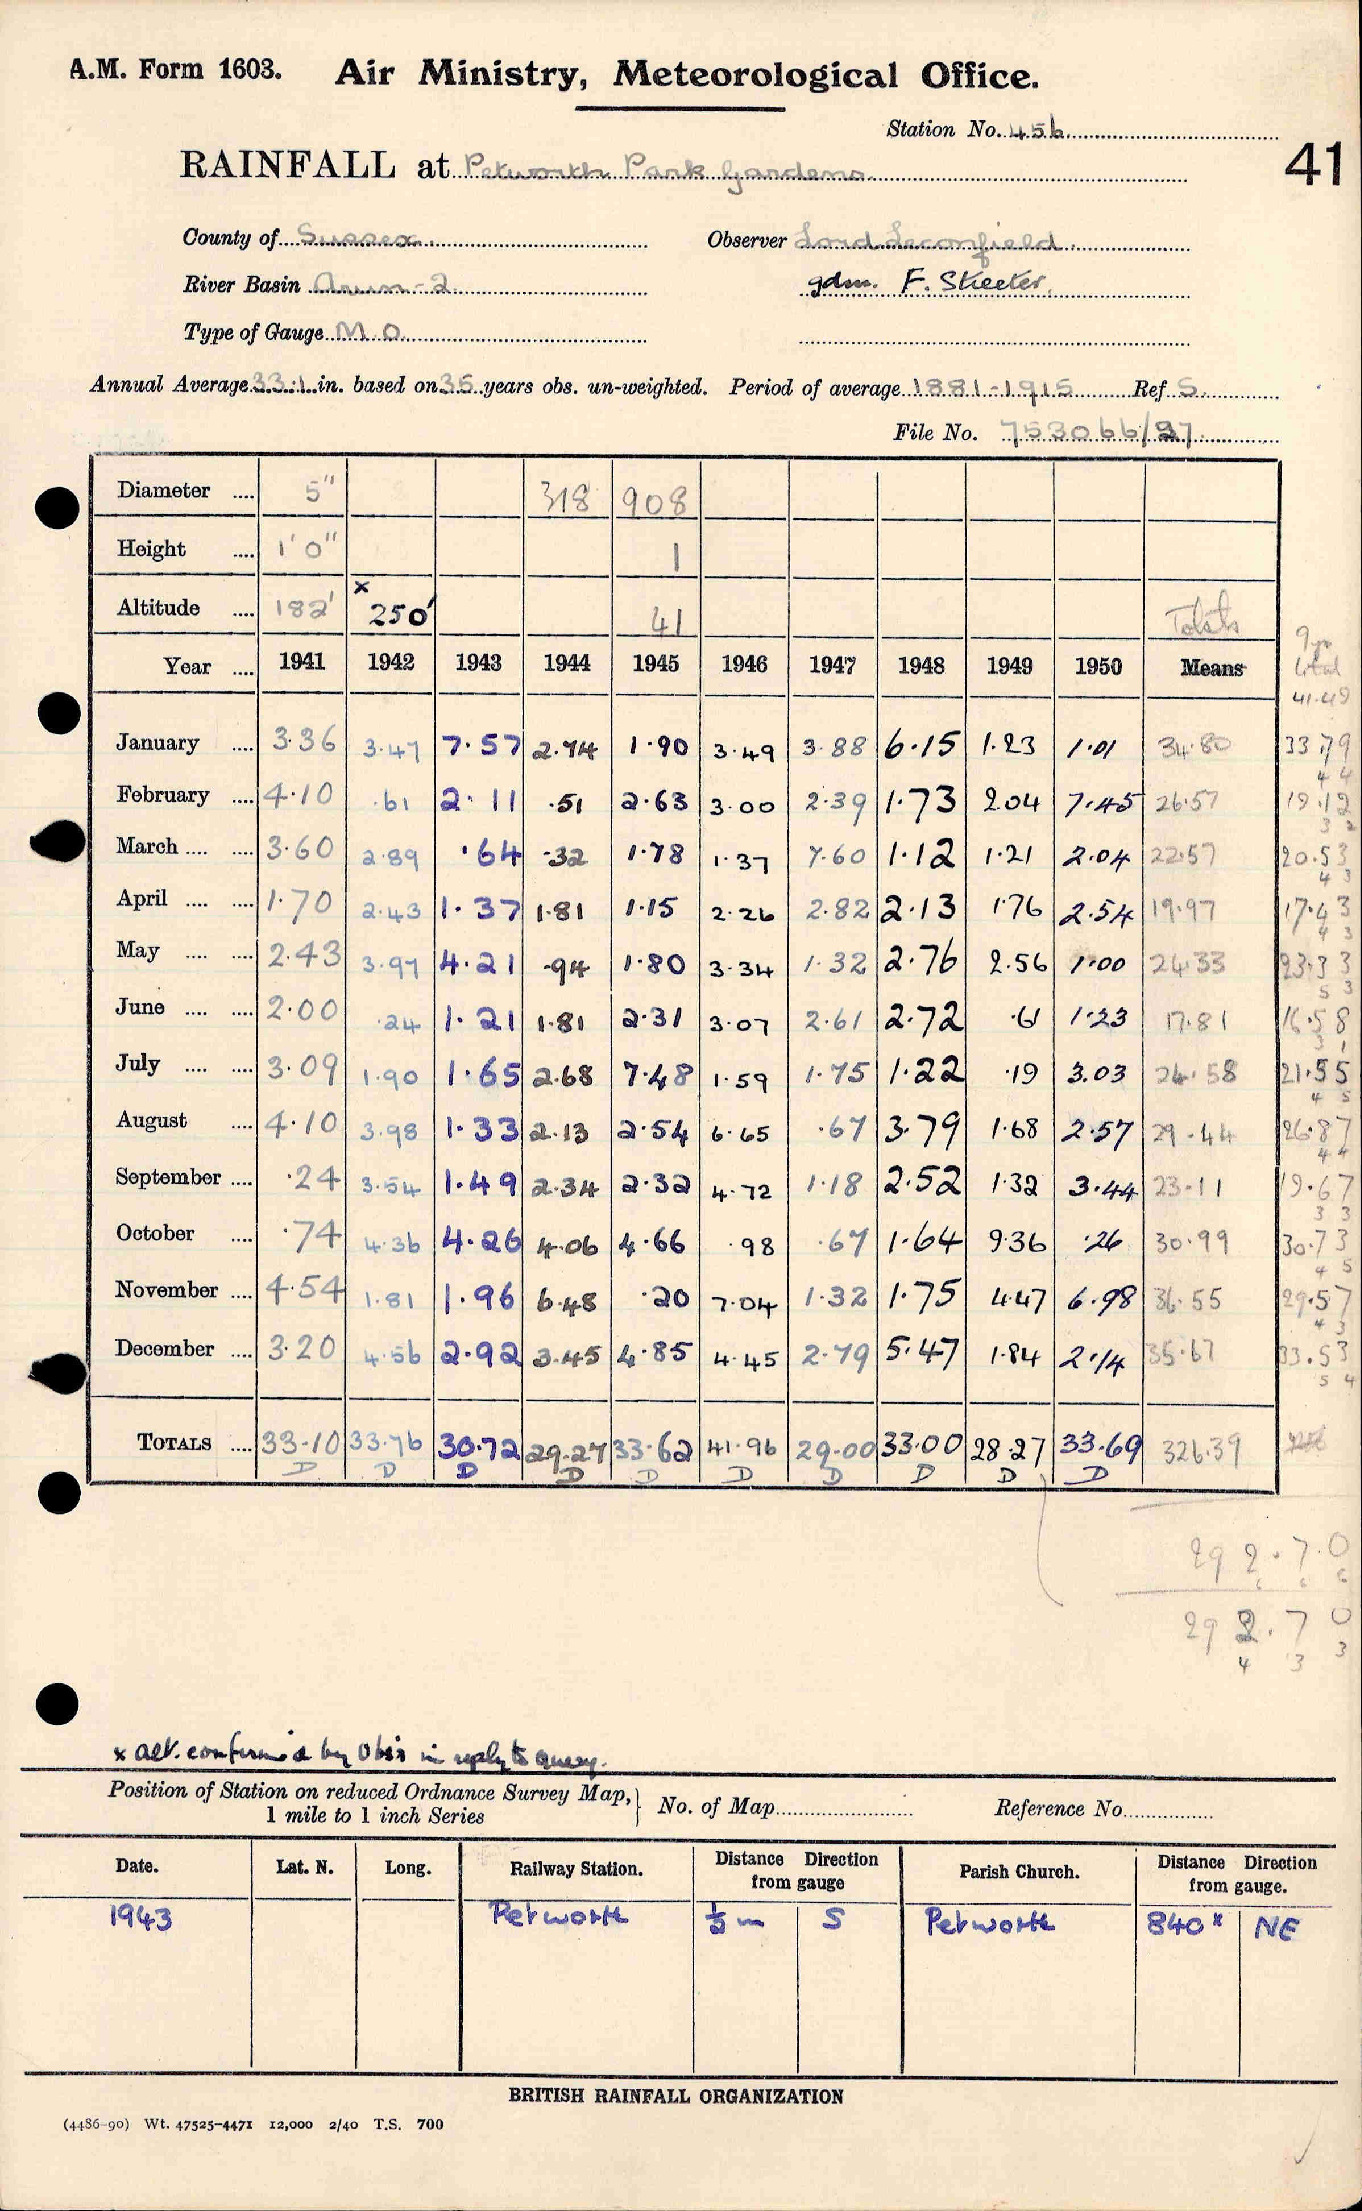 A.M. Form 1603. Air Ministry, Meteorological Office.
Station No. 456
41
RAINFALL at Petworth Park Gardens
County of Sussex Observer Lord Leconfield
River Basin Arun-2 gdnr. F. Streeter.
Type of Gauge M.O.
Annual Average 33.1 in. based on 35 years obs. un-weighted. Period of average 1881-1915 Ref S.
File No. 753066/27
Diameter .... 5" 318 908
Height .... 1'0" 1
Altitude .... 182' x 250' 41 Totals
Year .... 1941 1942 1943 1944 1945 1946 1947 1948 1949 1950 Means 9 yr total
41-49
January .... 3.36 3.47 7.57 2.74 1.90 3.49 3.88 6.15 1.23 1.01 34.80 33.79
February .... 4.10 .61 2.11 .51 2.63 3.00 2.39 1.73 2.04 7.45 26.57 19.12
March .... .... 3.60 2.89 .64 .32 1.78 1.37 7.60 1.12 1.21 2.04 22.57 20.53
April .... .... 1.70 2.43 1.37 1.81 1.15 2.26 2.82 2.13 1.76 2.54 19.97 17.43
May .... .... 2.43 3.97 4.21 .94 1.80 3.34 1.32 2.76 2.56 1.00 24.33 23.33
June .... .... 2.00 .24 1.21 1.81 2.31 3.07 2.61 2.72 .61 1.23 17.81 16.58
July .... .... 3.09 1.90 1.65 2.68 7.48 1.59 1.75 1.22 .19 3.03 24.58 21.55
August .... 4.10 3.98 1.33 2.13 2.54 6.65 .67 3.79 1.68 2.57 29.44 26.87
September .... .24 3.54 1.49 2.34 2.32 4.72 1.18 2.52 1.32 3.44 23.11 19.67
October .... .74 4.36 4.26 4.06 4.66 .98 .67 1.64 9.36 .26 30.99 30.73
November .... 4.54 1.81 1.96 6.48 .20 7.04 1.32 1.75 4.47 6.98 36.55 29.57
December .... 3.20 4.56 2.92 3.45 4.85 4.45 2.79 5.47 1.84 2.14 35.67 33.53
TOTALS .... 33.10 33.76 30.72 29.27 33.62 41.96 29.00 33.00 28.27 33.69 326.39
D D D D D D D D D D
292.70
292.70
4 3 3
x alt. confirmed by Obsr in reply to query.
Position of Station on reduced Ordnance Survey Map,
1 mile to 1 inch Series } No. of Map Reference No.
Date. Lat. N. Long. Railway Station. Distance Direction from gauge Parish Church. Distance Direction from gauge.
1943 Petworth ½ m S Petworth 840x NE
BRITISH RAINFALL ORGANIZATION
(4486-90) Wt. 47525-4471 12,000 2/40 T.S. 700